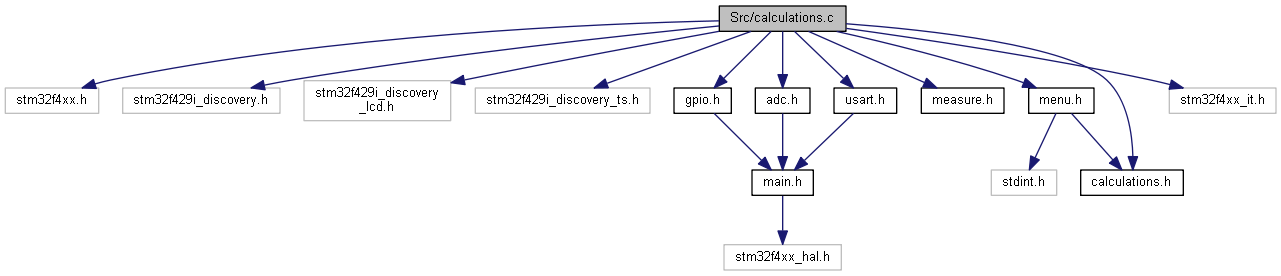 Src/calculations.c
stm32f4xx.h
stm32f429i_discovery.h
stm32f429i_discovery
_lcd.h
stm32f429i_discovery_ts.h
gpio.h
adc.h
usart.h
measure.h
menu.h
stm32f4xx_it.h
main.h
stdint.h
calculations.h
stm32f4xx_hal.h